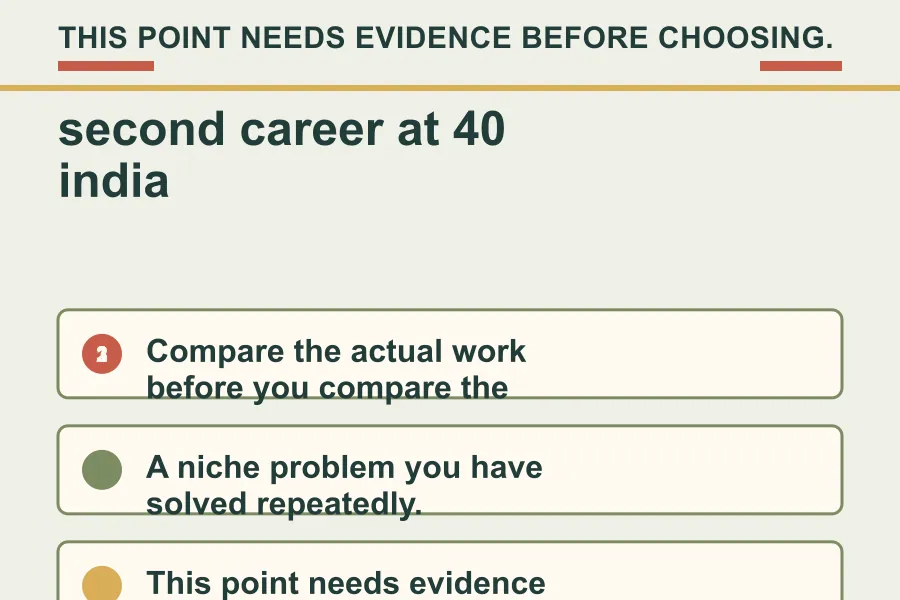 THIS POINT NEEDS EVIDENCE BEFORE CHOOSING.
second career at 40
india
Compare the actual work
before you compare the
A niche problem you have
solved repeatedly.
This point needs evidence